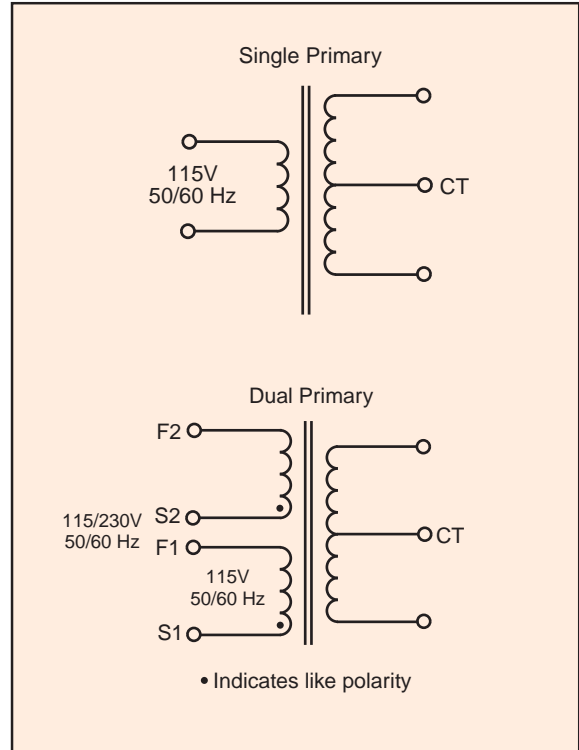 Single Primary
115V
50/60 Hz
CT
Dual Primary
F2
115/230V
50/60 Hz
S2
F1
115V
50/60 Hz
S1
CT
• Indicates like polarity